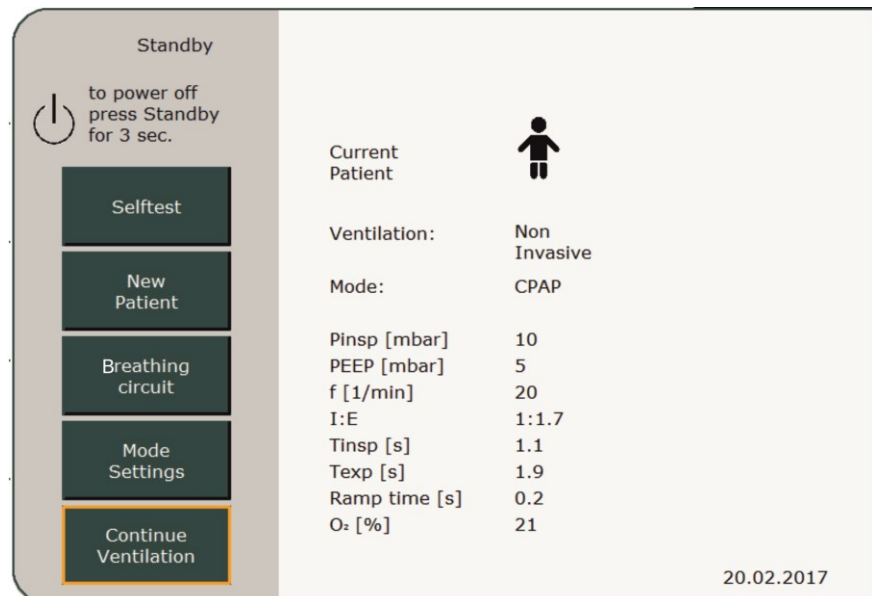 Standby
to power off
press Standby
for 3 sec.
Selftest
New
Patient
Breathing
circuit
Mode
Settings
Continue
Ventilation
Current
Patient
Ventilation: Non
Invasive
Mode: CPAP
Pinsp [mbar] 10
PEEP [mbar] 5
f [1/min] 20
I:E 1:1.7
Tinsp [s] 1.1
Texp [s] 1.9
Ramp time [s] 0.2
O₂ [%] 21
20.02.2017